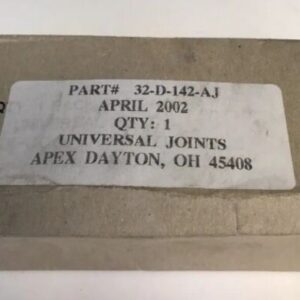 PART# 32-D-142-AJ
APRIL 2002
QTY: 1
UNIVERSAL JOINTS
APEX DAYTON, OH 45408